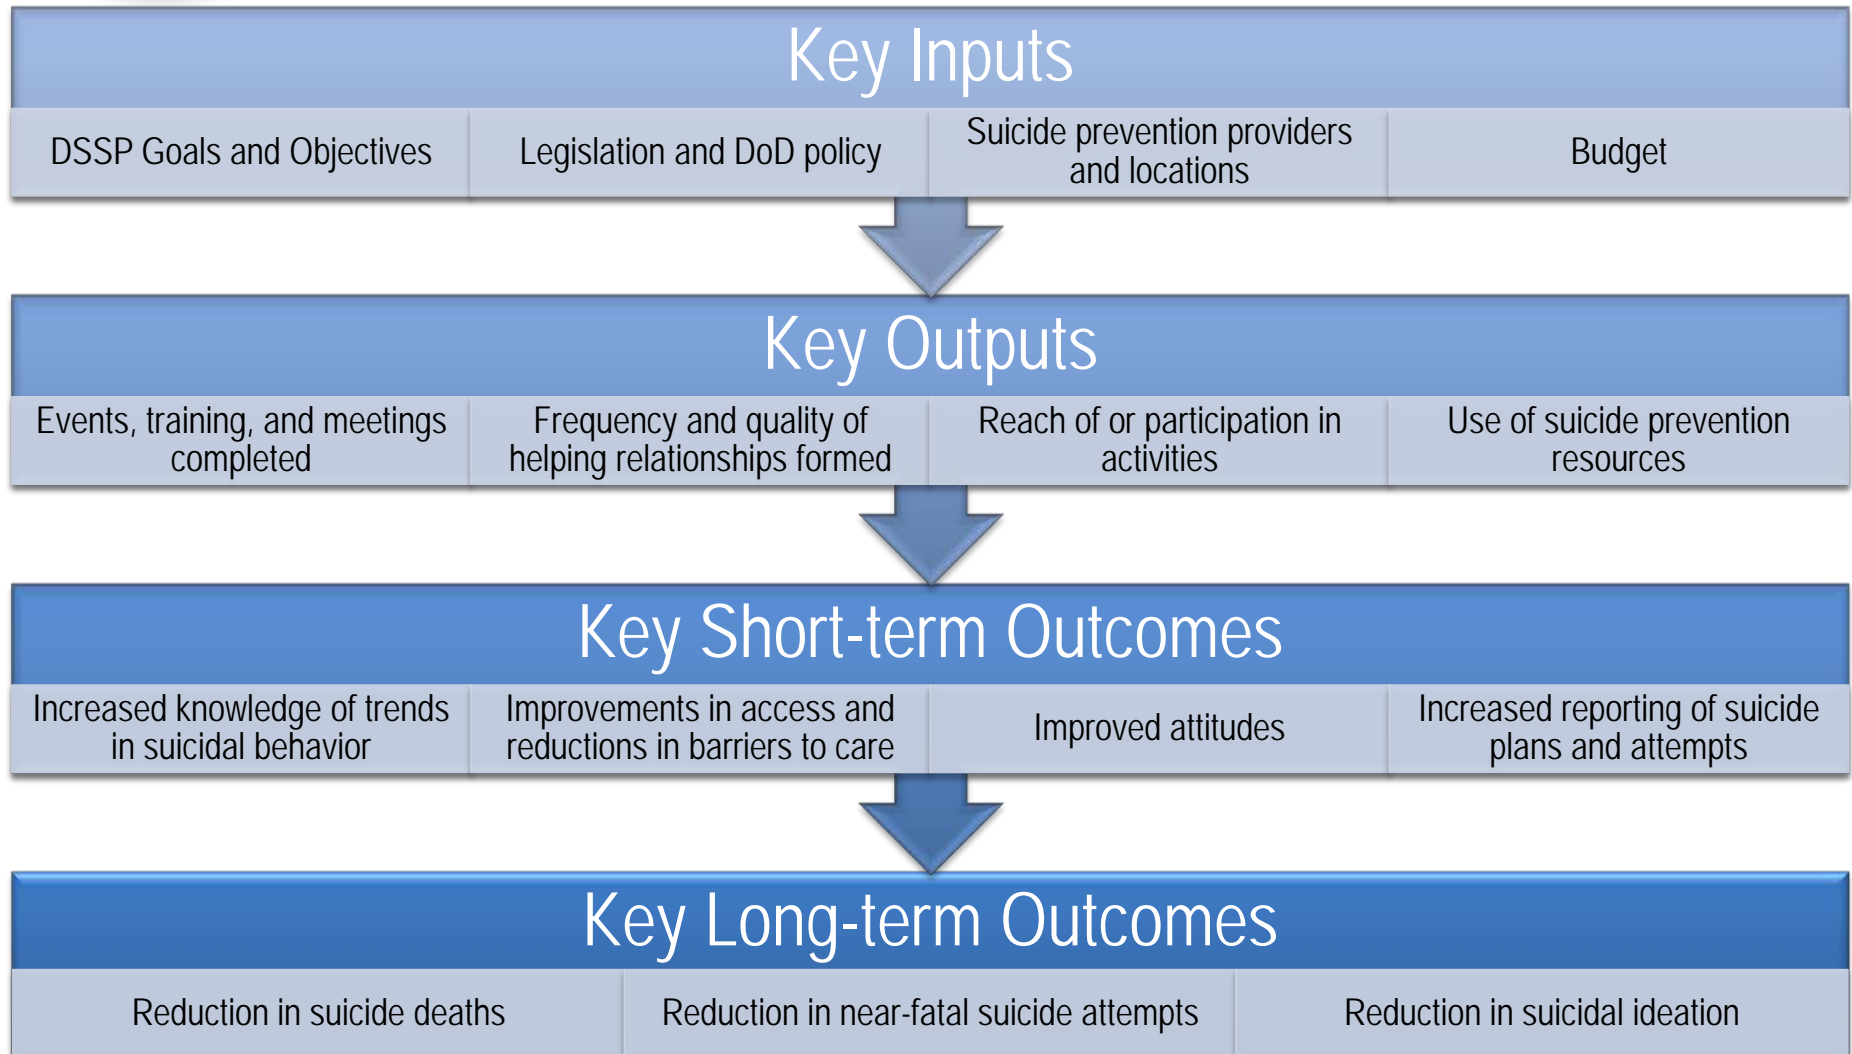 Key Inputs
DSSP Goals and Objectives
Legislation and DoD policy
Suicide prevention providers
and locations
Budget
Key Outputs
Events, training, and meetings
completed
Frequency and quality of
helping relationships formed
Reach of or participation in
activities
Use of suicide prevention
resources
Key Short-term Outcomes
Increased knowledge of trends
in suicidal behavior
Improvements in access and
reductions in barriers to care
Improved attitudes
Increased reporting of suicide
plans and attempts
Key Long-term Outcomes
Reduction in suicide deaths
Reduction in near-fatal suicide attempts
Reduction in suicidal ideation